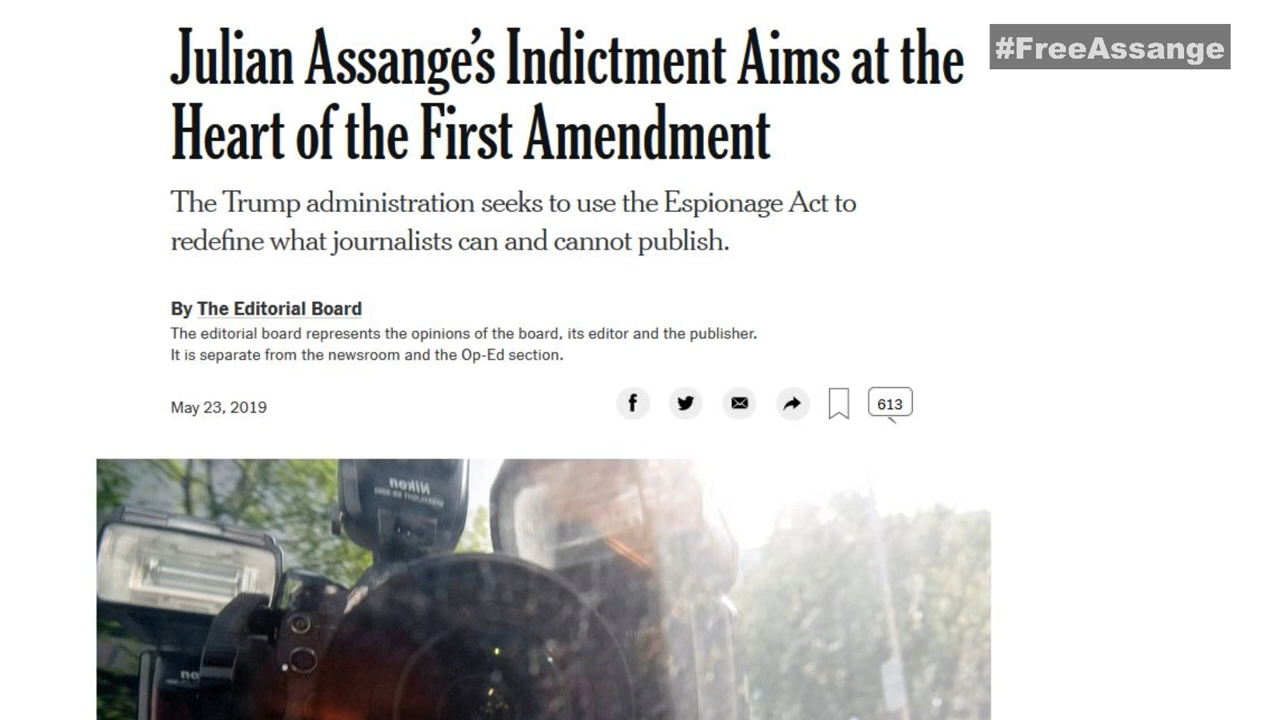 Julian Assange’s Indictment Aims at the
#FreeAssange
Heart of the First Amendment
The Trump administration seeks to use the Espionage Act to
redefine what journalists can and cannot publish.
By The Editorial Board
The editorial board represents the opinions of the board, its editor and the publisher.
It is separate from the newsroom and the Op-Ed section.
May 23, 2019
613
Nikon